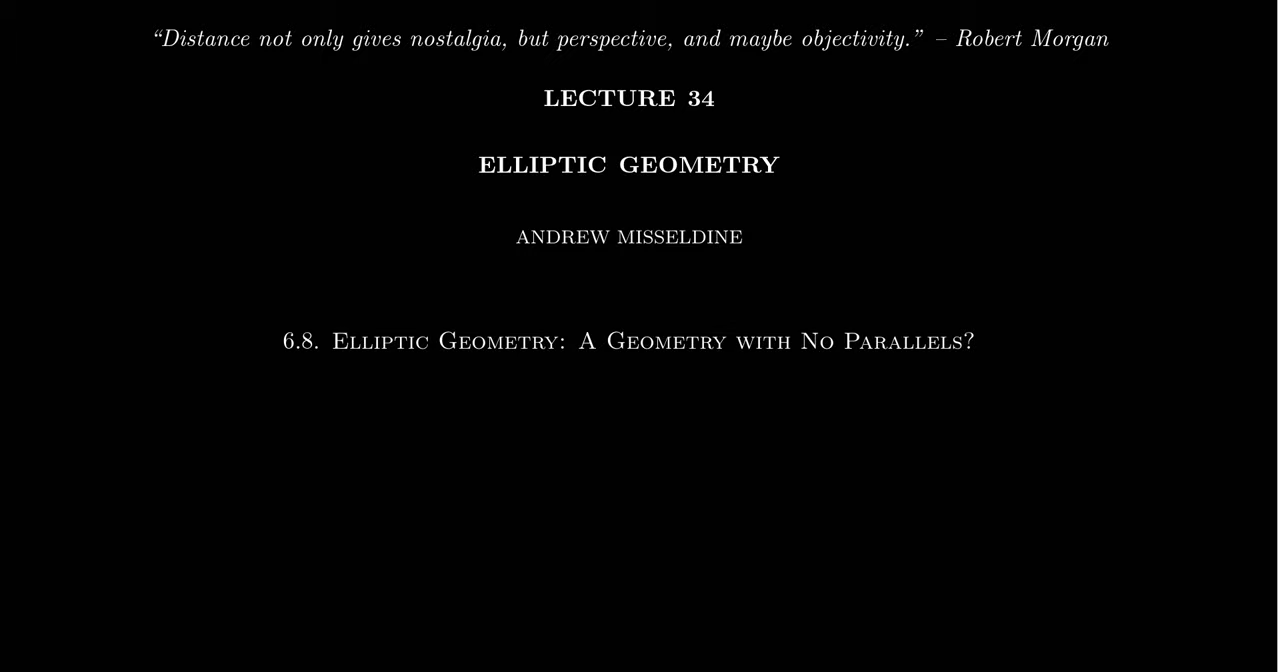 “Distance not only gives nostalgia, but perspective, and maybe objectivity.” – Robert Morgan
LECTURE 34
ELLIPTIC GEOMETRY
ANDREW MISSELDINE
6.8. Elliptic Geometry: A Geometry with No Parallels?